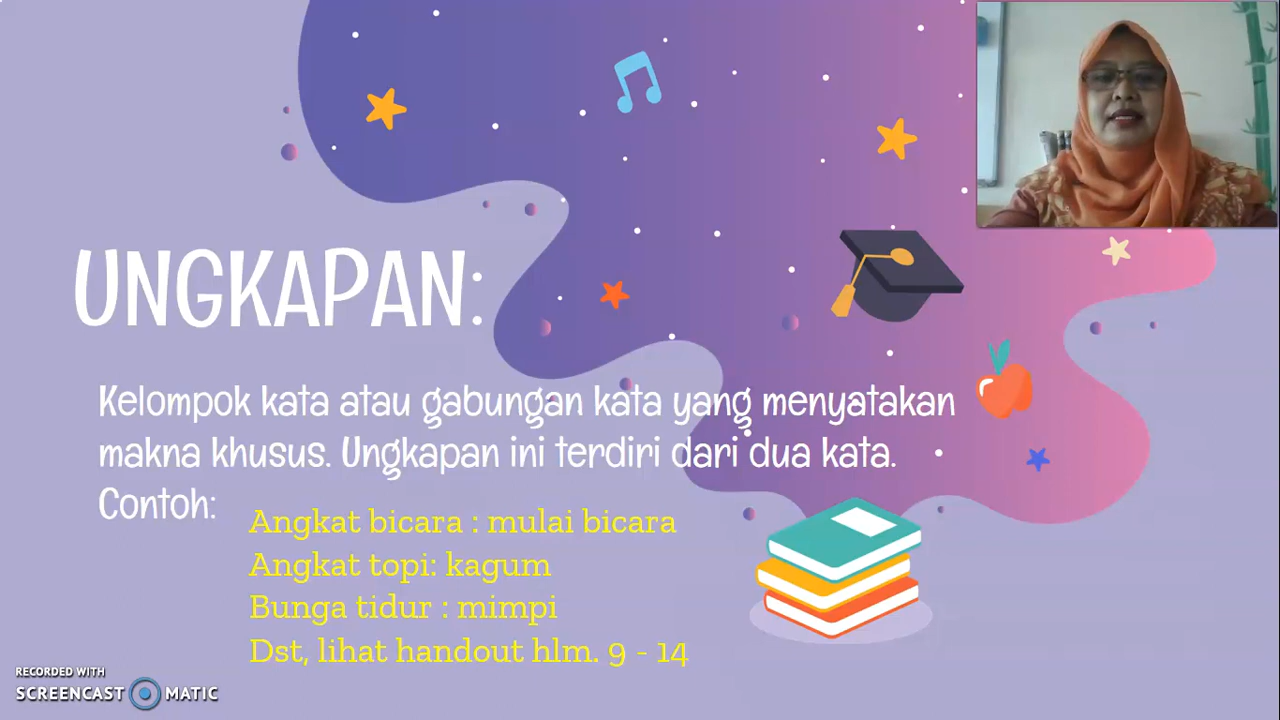 UNGKAPAN:
Kelompok kata atau gabungan kata yang menyatakan
makna khusus. Ungkapan ini terdiri dari dua kata.
Contoh:
Angkat bicara : mulai bicara
Angkat topi: kagum
Bunga tidur : mimpi
Dst, lihat handout hlm. 9 - 14
RECORDED WITH
SCREENCAST MATIC